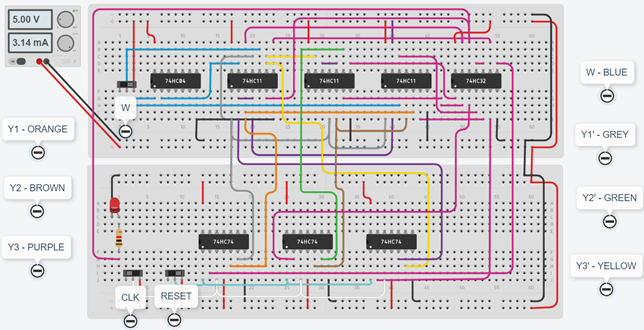 5.00 V
3.14 mA
74HC04
74HC11
74HC11
74HC11
74HC32
W
W - BLUE
Y1 - ORANGE
Y1' - GREY
Y2 - BROWN
Y2' - GREEN
Y3 - PURPLE
Y3' - YELLOW
74HC74
74HC74
74HC74
CLK
RESET